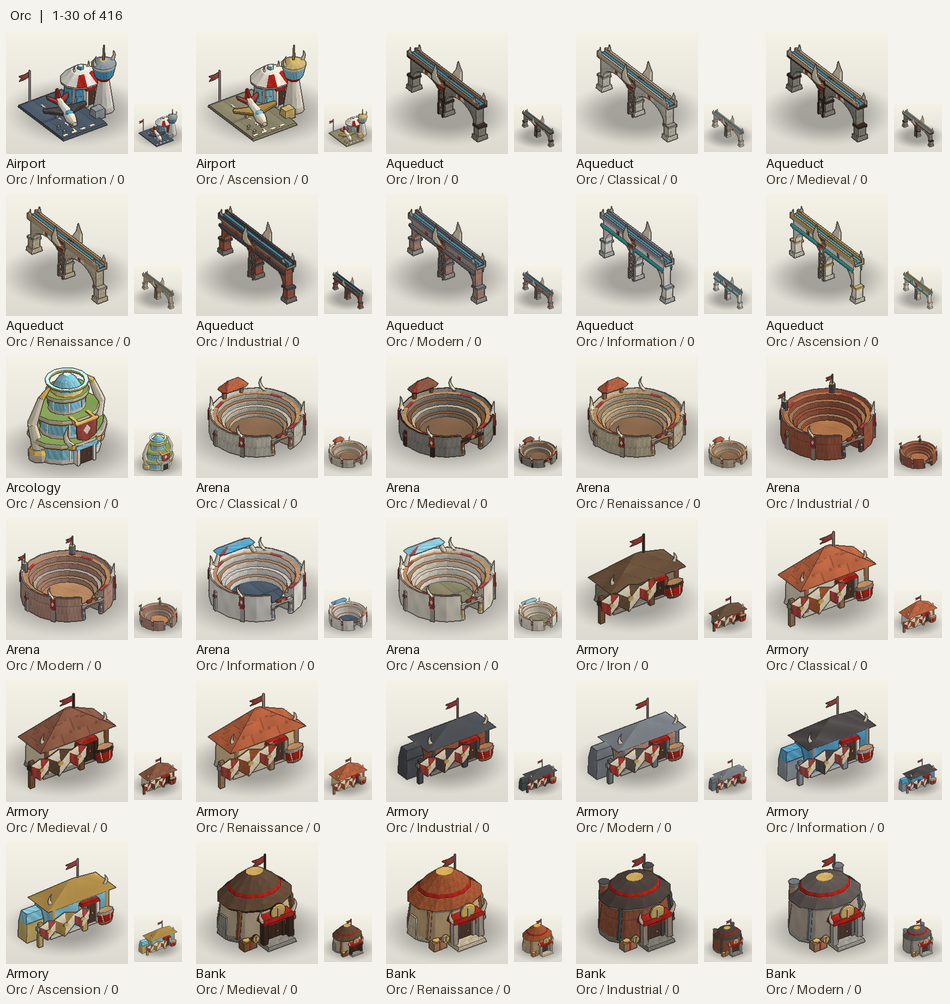 Orc | 1-30 of 416
Airport
Orc / Information / 0
Airport
Orc / Ascension / 0
Aqueduct
Orc / Iron / 0
Aqueduct
Orc / Classical / 0
Aqueduct
Orc / Medieval / 0
Aqueduct
Orc / Renaissance / 0
Aqueduct
Orc / Industrial / 0
Aqueduct
Orc / Modern / 0
Aqueduct
Orc / Information / 0
Aqueduct
Orc / Ascension / 0
Arcology
Orc / Ascension / 0
Arena
Orc / Classical / 0
Arena
Orc / Medieval / 0
Arena
Orc / Renaissance / 0
Arena
Orc / Industrial / 0
Arena
Orc / Modern / 0
Arena
Orc / Information / 0
Arena
Orc / Ascension / 0
Armory
Orc / Iron / 0
Armory
Orc / Classical / 0
Armory
Orc / Medieval / 0
Armory
Orc / Renaissance / 0
Armory
Orc / Industrial / 0
Armory
Orc / Modern / 0
Armory
Orc / Information / 0
Armory
Orc / Ascension / 0
Bank
Orc / Medieval / 0
Bank
Orc / Renaissance / 0
Bank
Orc / Industrial / 0
Bank
Orc / Modern / 0